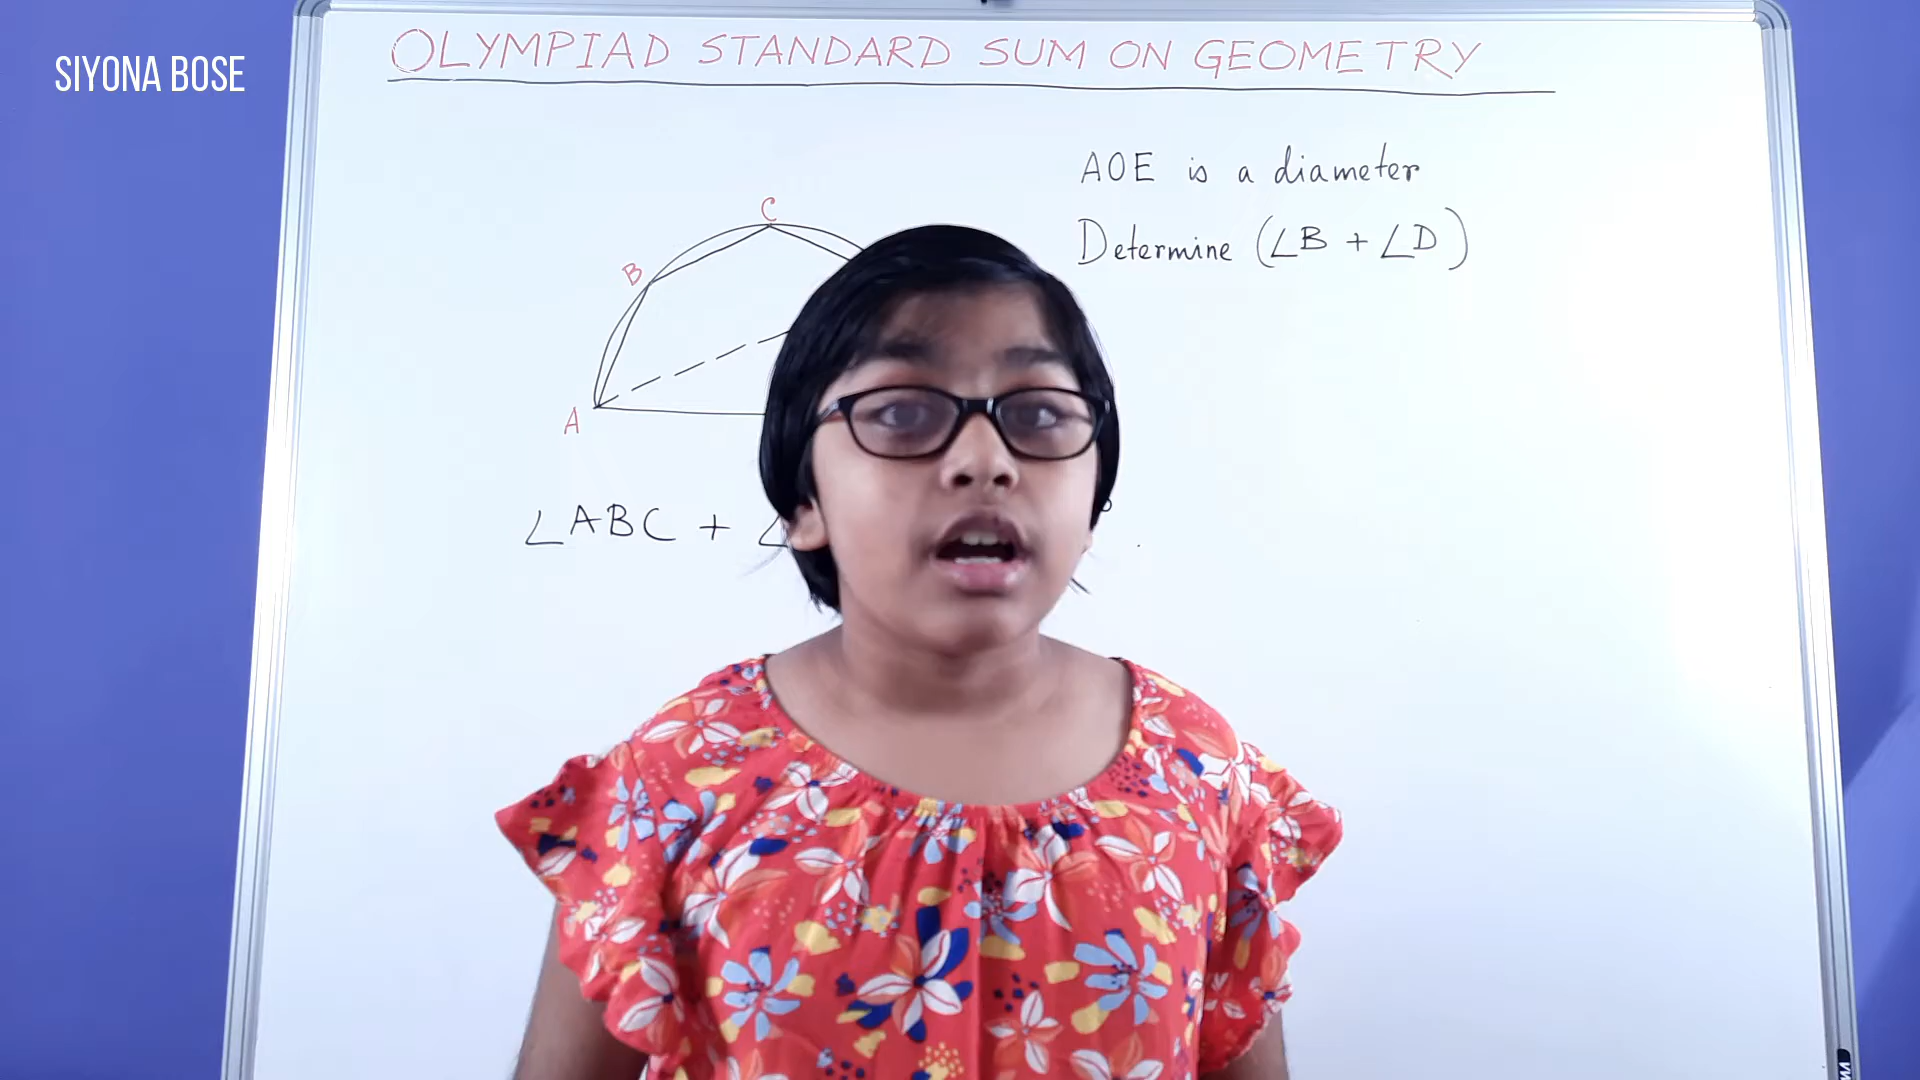 SIYONA BOSE
OLYMPIAD STANDARD SUM ON GEOMETRY
AOE is a diameter
Determine (∠B + ∠D)
C
B
A
∠ABC + ∠